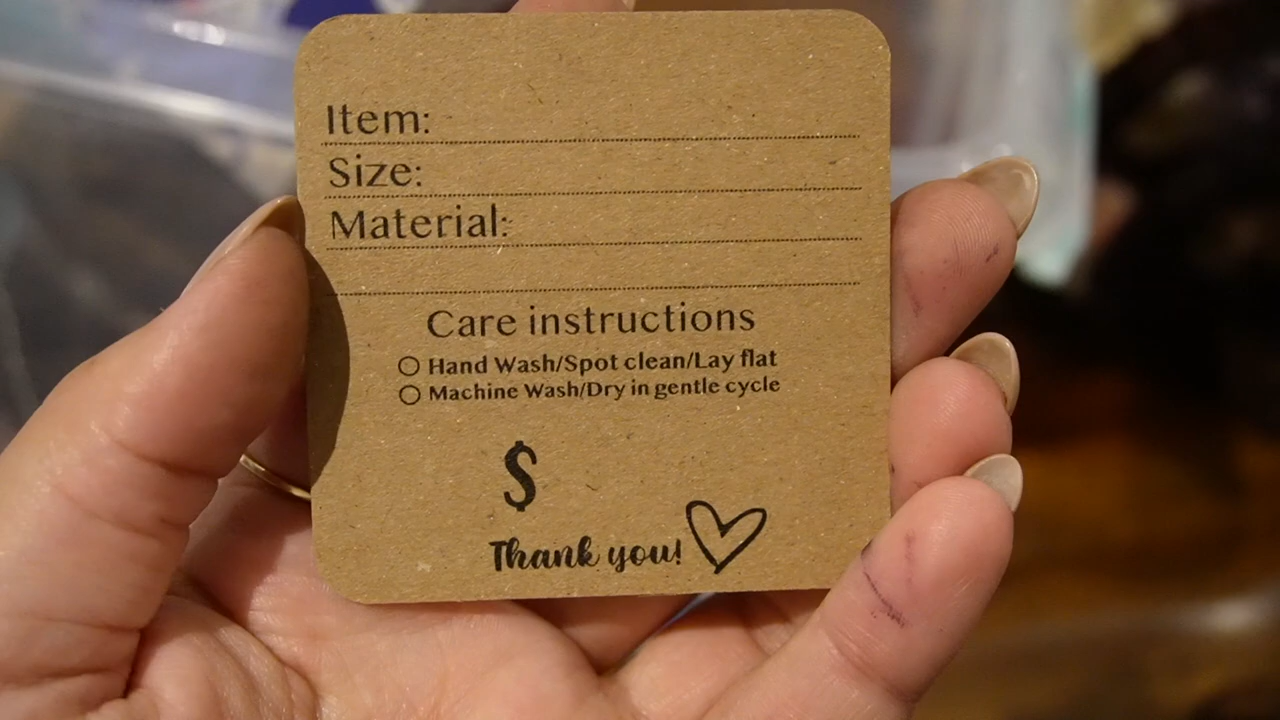 Item:
Size:
Material:
Care instructions
Hand Wash/Spot clean/Lay flat
Machine Wash/Dry in gentle cycle
$
Thank you!